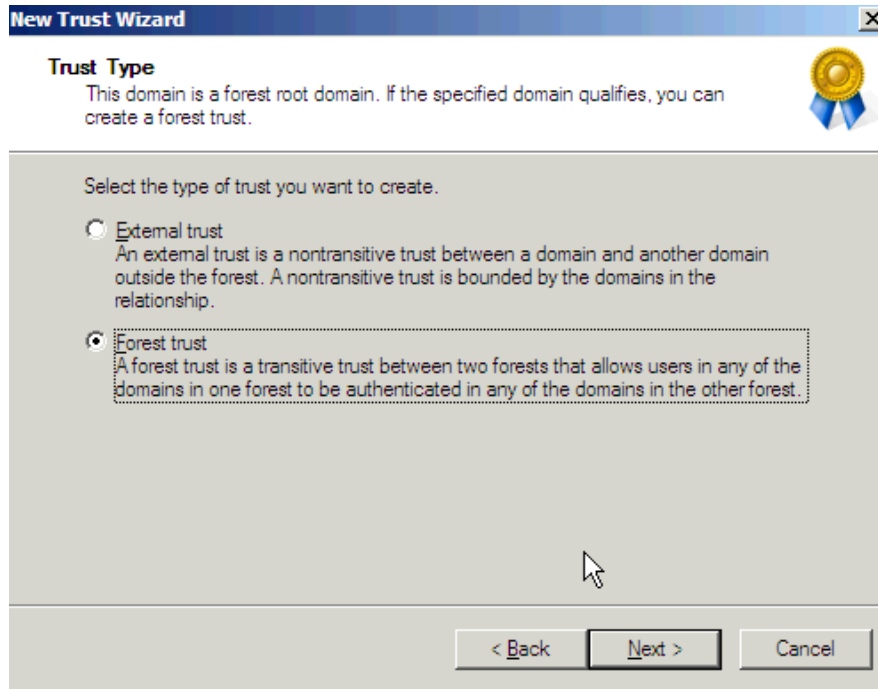 New Trust Wizard
Trust Type
This domain is a forest root domain. If the specified domain qualifies, you can
create a forest trust.
Select the type of trust you want to create.
External trust
An external trust is a nontransitive trust between a domain and another domain
outside the forest. A nontransitive trust is bounded by the domains in the
relationship.
Forest trust
A forest trust is a transitive trust between two forests that allows users in any of the
domains in one forest to be authenticated in any of the domains in the other forest.
< Back
Next >
Cancel